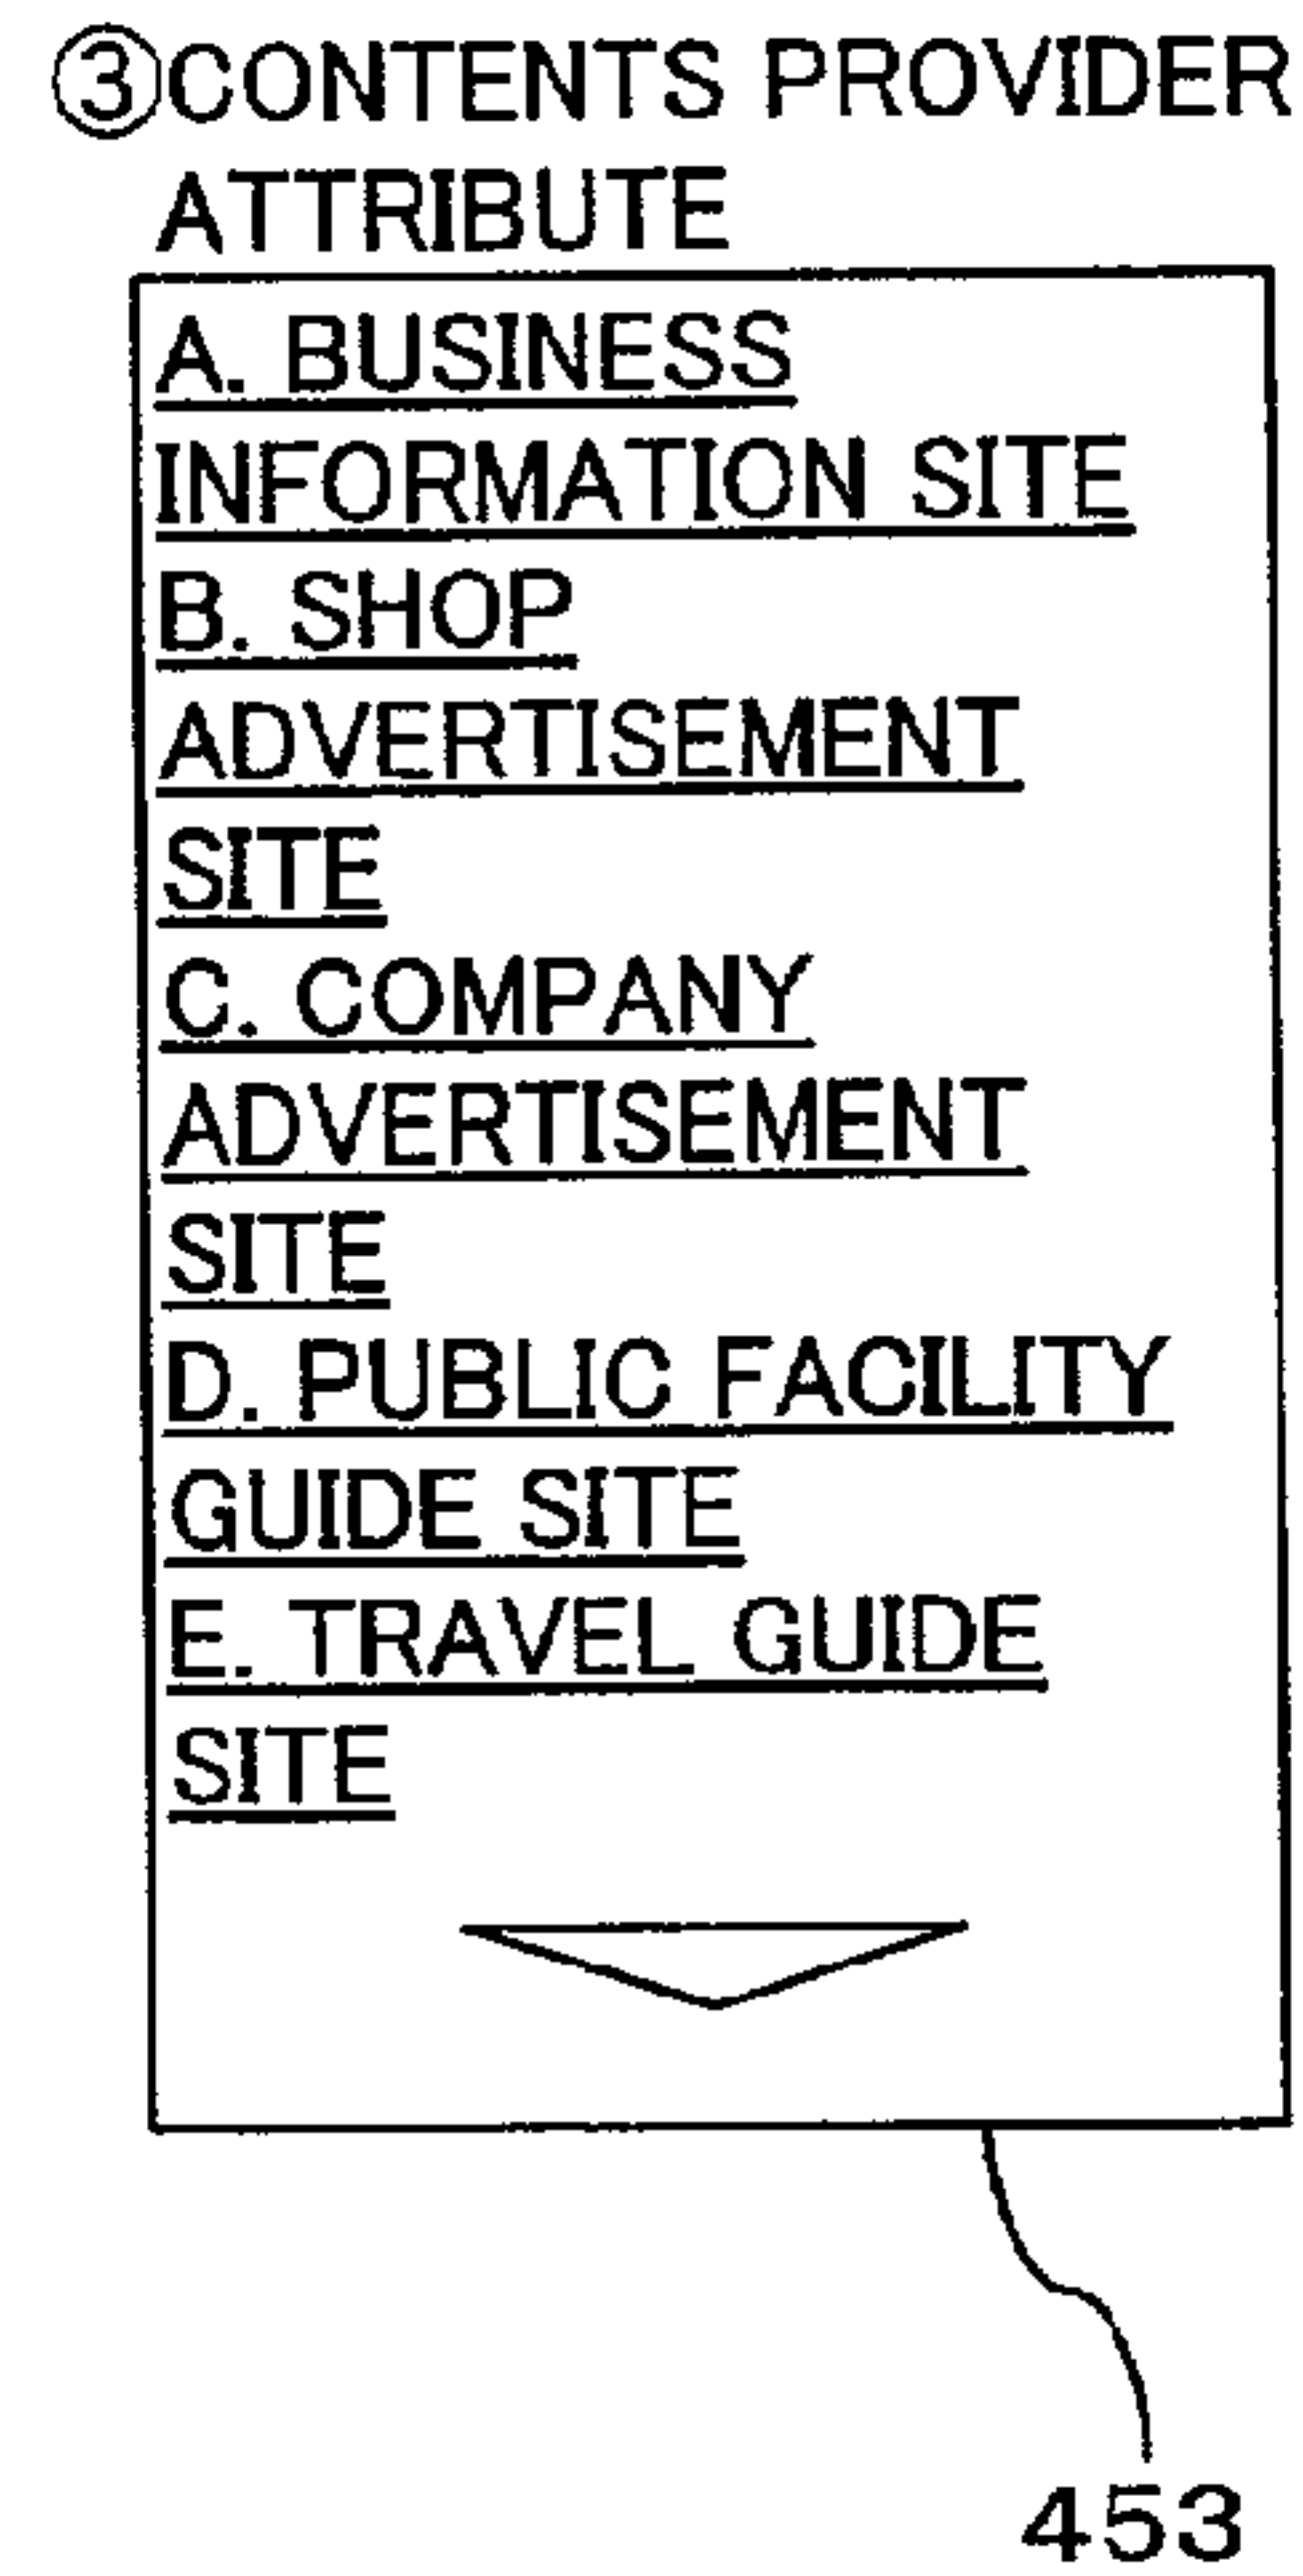 ③CONTENTS PROVIDER
ATTRIBUTE
A. BUSINESS
INFORMATION SITE
B. SHOP
ADVERTISEMENT
SITE
C. COMPANY
ADVERTISEMENT
SITE
D. PUBLIC FACILITY
GUIDE SITE
E. TRAVEL GUIDE
SITE
453